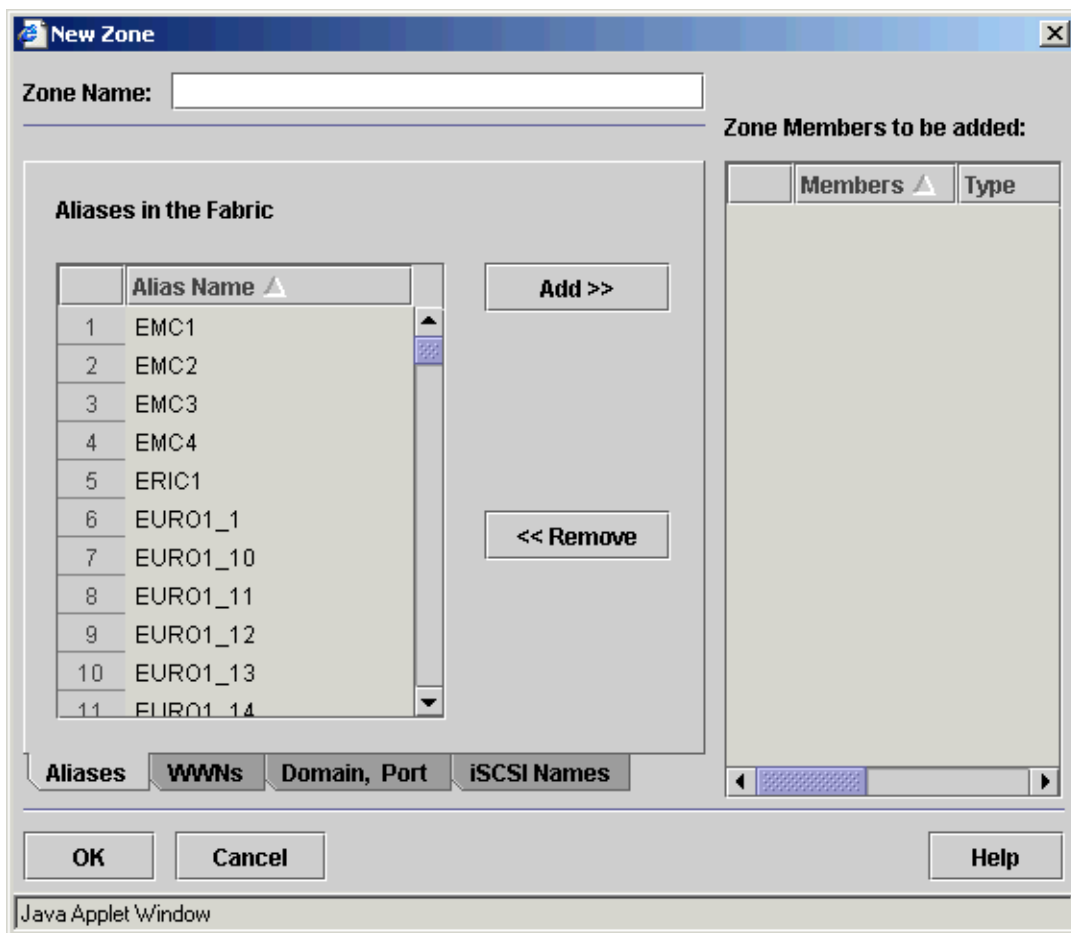 New Zone
Zone Name:
Zone Members to be added:
Members Type
Aliases in the Fabric
Alias Name
Add >>
1 EMC1
2 EMC2
3 EMC3
4 EMC4
5 ERIC1
6 EURO1_1
<< Remove
7 EURO1_10
8 EURO1_11
9 EURO1_12
10 EURO1_13
11 EURO1_14
Aliases WWNs Domain, Port iSCSI Names
OK Cancel Help
Java Applet Window